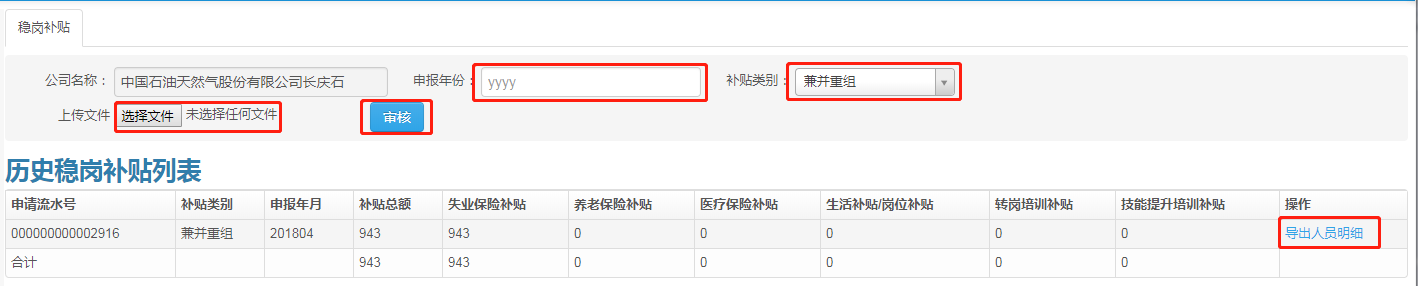 稳岗补贴
公司名称： 中国石油天然气股份有限公司长庆石 申报年份： yyyy 补贴类别： 兼并重组
上传文件 选择文件 未选择任何文件 审核
历史稳岗补贴列表
申请流水号 补贴类别 申报年月 补贴总额 失业保险补贴 养老保险补贴 医疗保险补贴 生活补贴/岗位补贴 转岗培训补贴 技能提升培训补贴 操作
000000000002916 兼并重组 201804 943 943 0 0 0 0 0 导出人员明细
合计 943 943 0 0 0 0 0